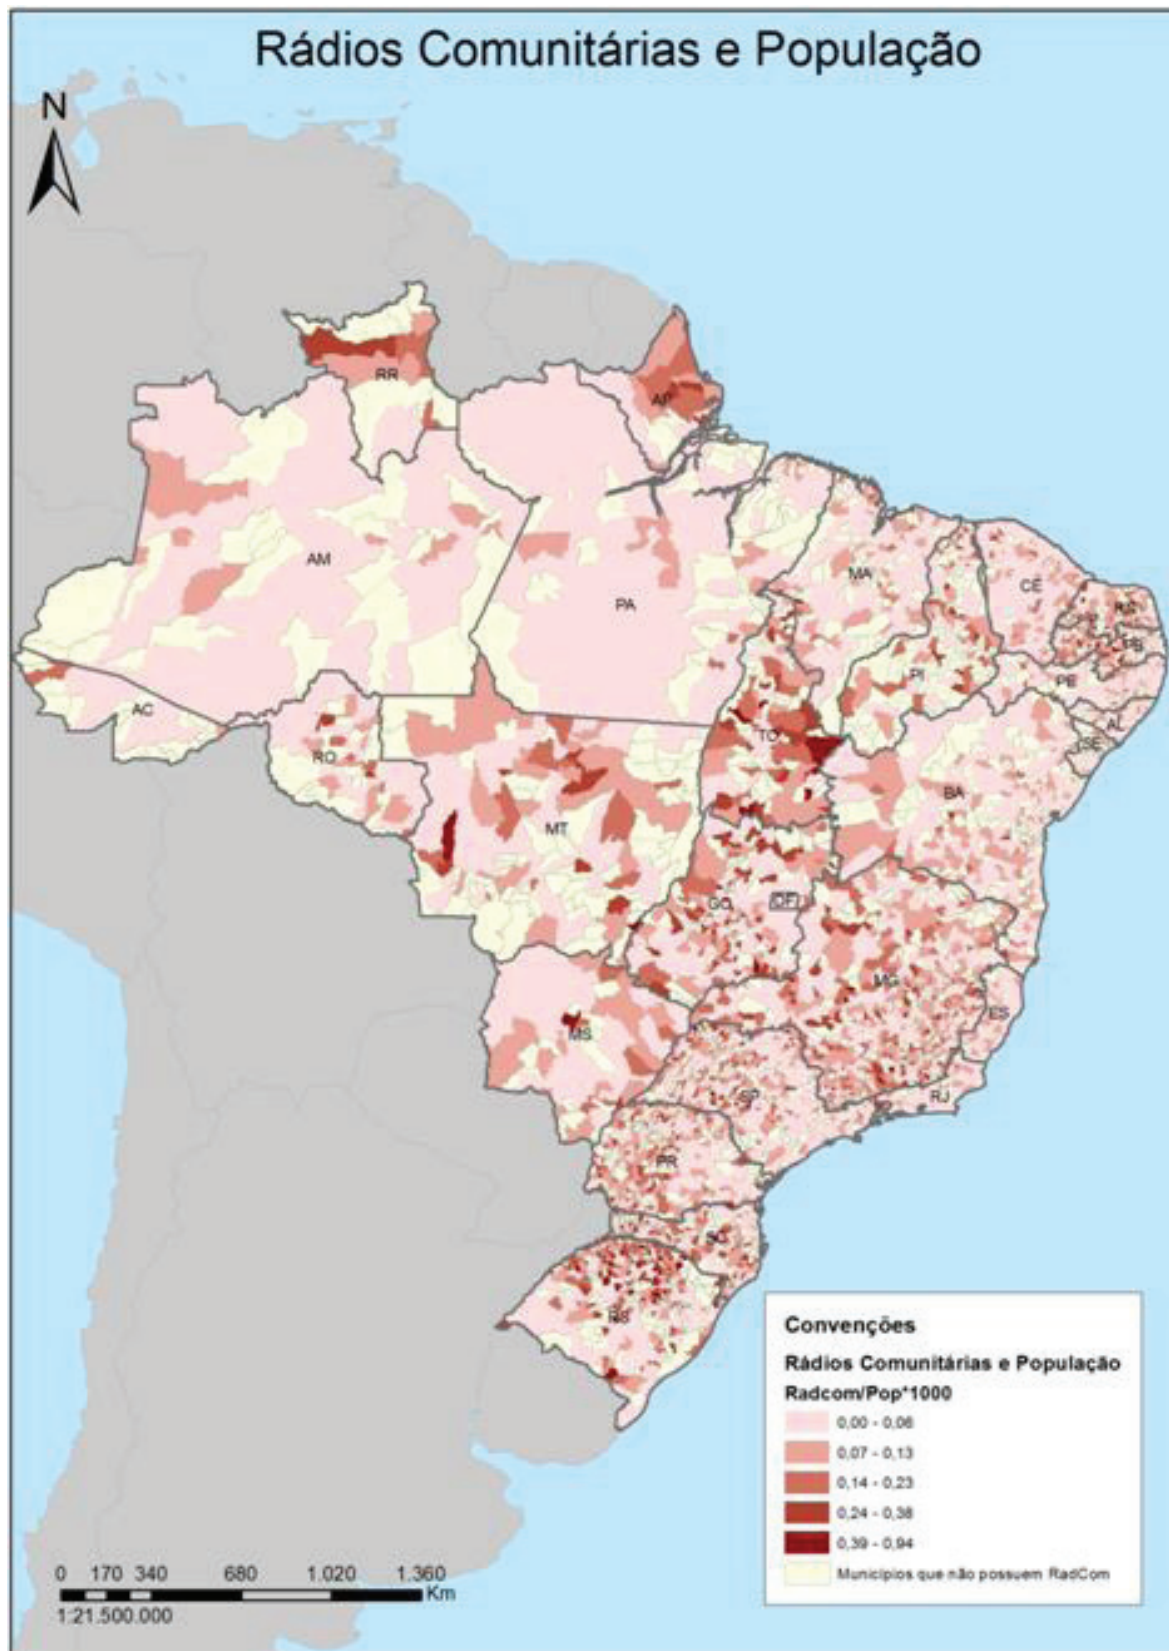 Rádios Comunitárias e População
N
RR
AP
AM
PA
MA
CE
RN
PB
PE
PI
AL
SE
AC
TO
RO
BA
MT
GO
DF
MG
ES
MS
SP
RJ
PR
SC
RS
Convenções
Rádios Comunitárias e População
Radcom/Pop*1000
0,00 - 0,06
0,07 - 0,13
0,14 - 0,23
0,24 - 0,38
0,39 - 0,94
Municípios que não possuem RadCom
0 170 340 680 1.020 1.360
Km
1:21.500.000